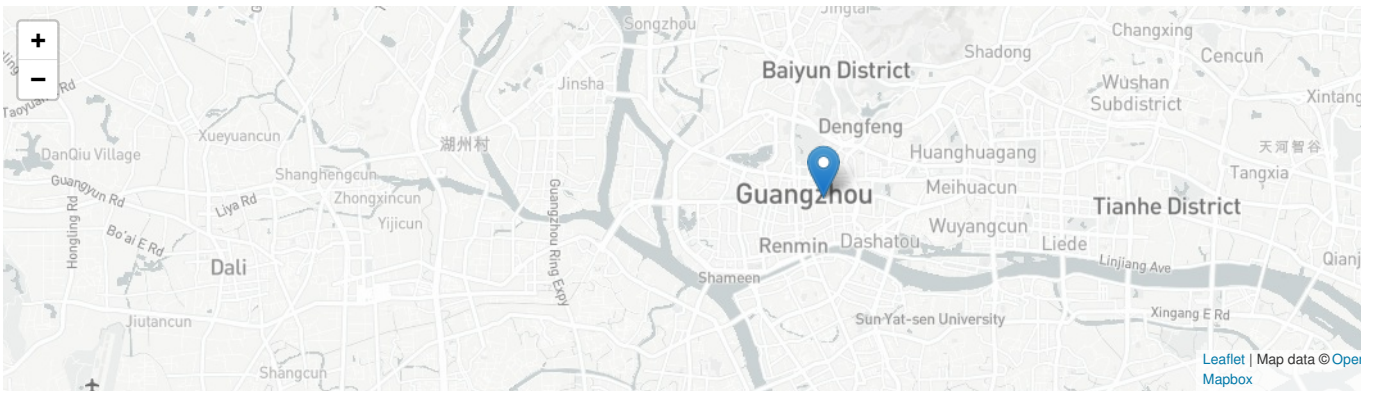 Songzhou
Jingtai
Changxing
+
Shadong
Cencun
Baiyun District
−
Jinsha
Wushan
Subdistrict
Xintang
Taoyuan Rd
Dengfeng
Xueyuancun
湖州村
天河智谷
DanQiu Village
Huanghuagang
Shanghengcun
Tangxia
Guangyun Rd
Meihuacun
Zhongxincun
Guangzhou
Liya Rd
Tianhe District
Yijicun
Hongling Rd
Guangzhou Ring Expy
Wuyangcun
Bo'ai E Rd
Renmin
Dashatou
Liede
Dali
Linjiang Ave
Qianj
Shameen
Jiutancun
Sun Yat-sen University
Xingang E Rd
Shangcun
Leaflet | Map data © Oper
Mapbox